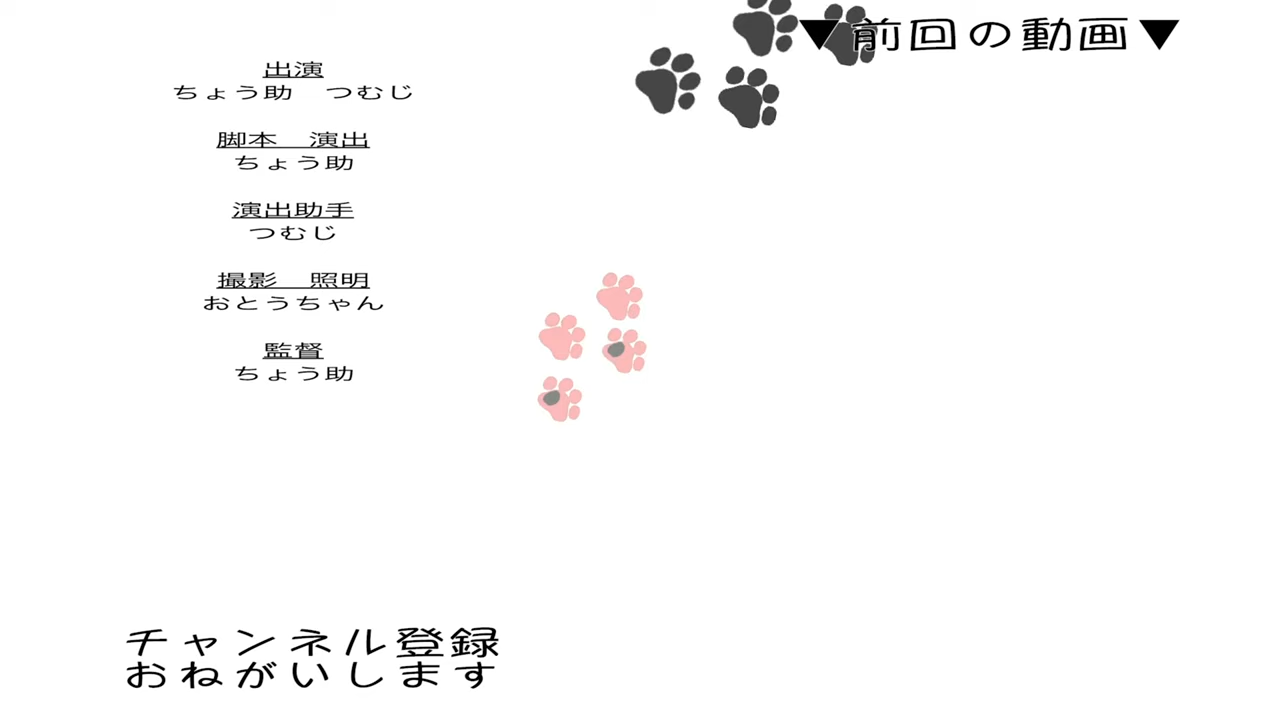 ▼前回の動画▼
出演
ちょう助　つむじ
脚本　演出
ちょう助
演出助手
つむじ
撮影　照明
おとうちゃん
監督
ちょう助
チャンネル登録
おねがいします